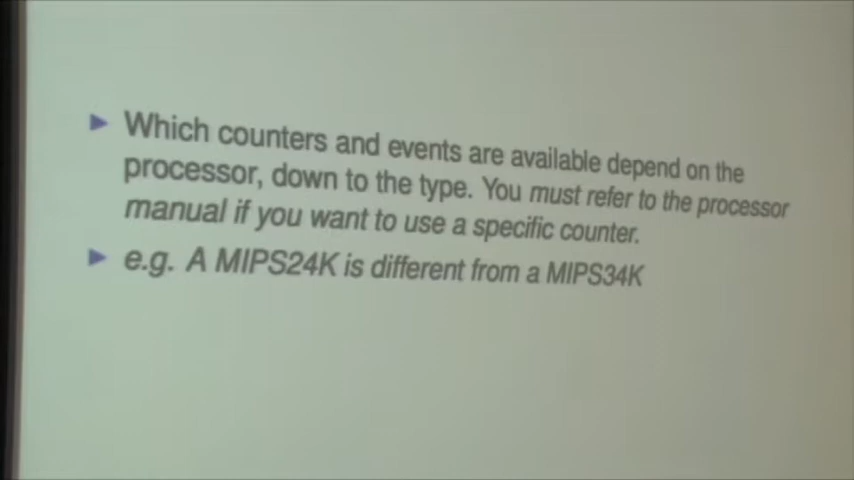 Which counters and events are available depend on the
processor, down to the type. You must refer to the processor
manual if you want to use a specific counter.
e.g. A MIPS24K is different from a MIPS34K